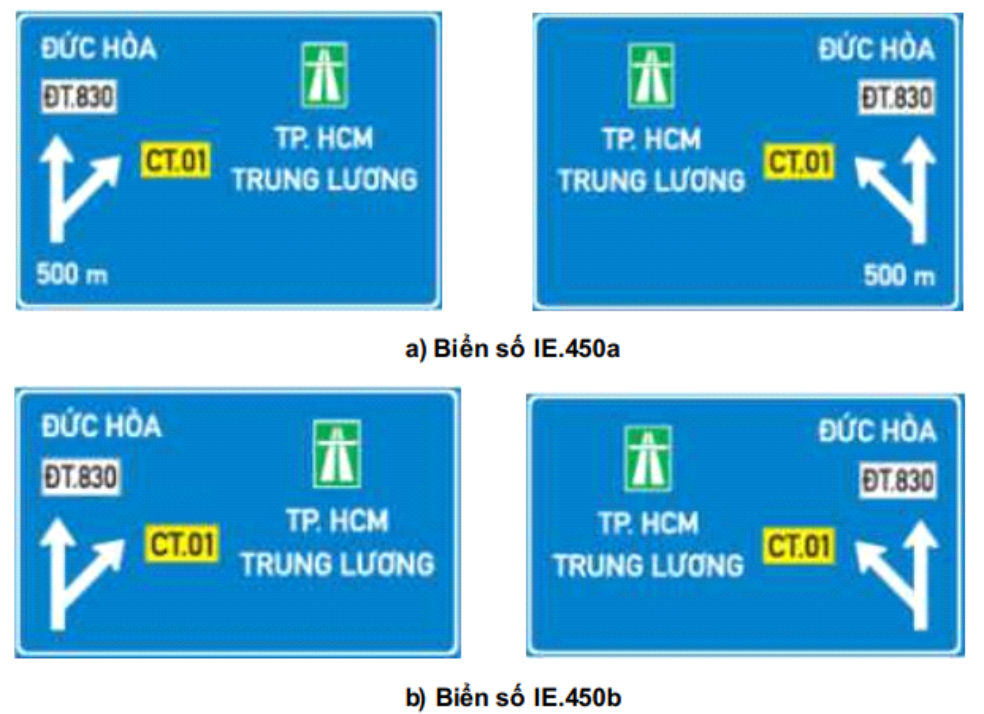 ĐỨC HÒA
ĐT.830
CT.01
TP. HCM
TRUNG LƯƠNG
500 m
ĐỨC HÒA
ĐT.830
TP. HCM
TRUNG LƯƠNG
CT.01
500 m
a) Biển số IE.450a
ĐỨC HÒA
ĐT.830
CT.01
TP. HCM
TRUNG LƯƠNG
ĐỨC HÒA
ĐT.830
TP. HCM
TRUNG LƯƠNG
CT.01
b) Biển số IE.450b